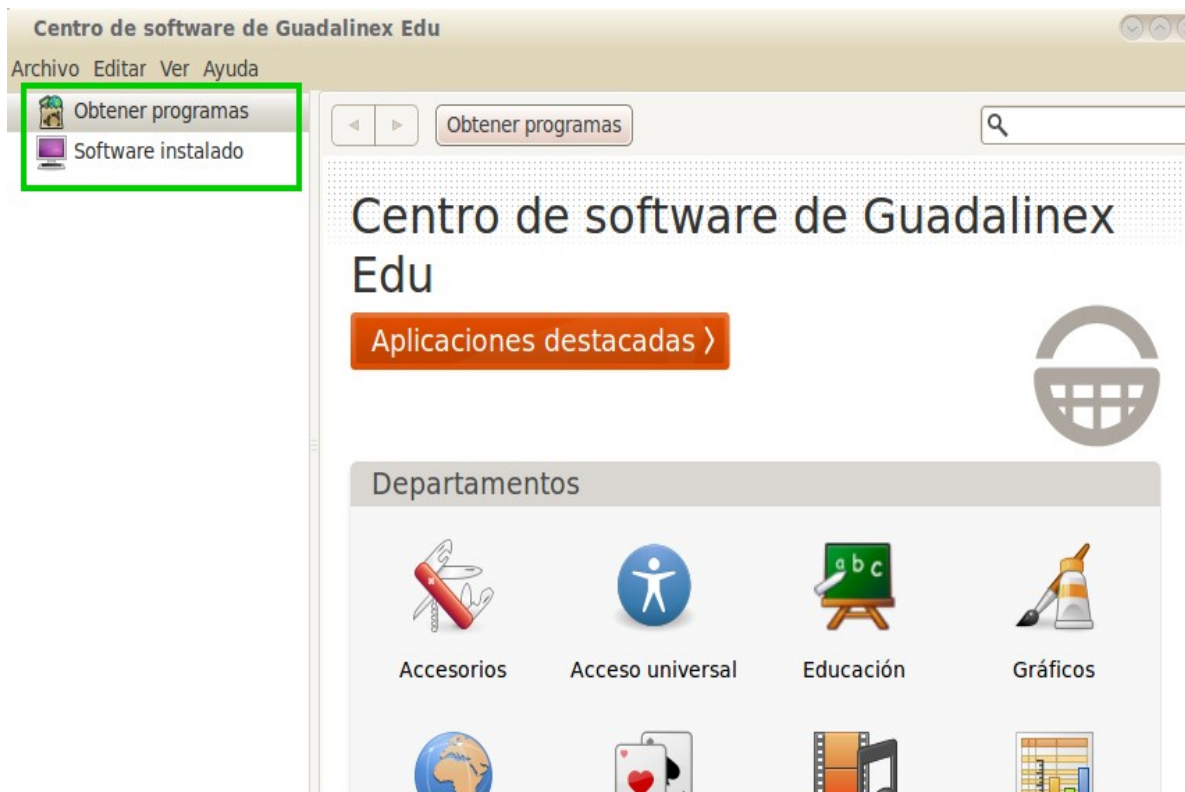 Centro de software de Guadalinex Edu
Archivo Editar Ver Ayuda
Obtener programas
Software instalado
Obtener programas
Centro de software de Guadalinex
Edu
Aplicaciones destacadas 〉
Departamentos
a b c
Accesorios
Acceso universal
Educación
Gráficos